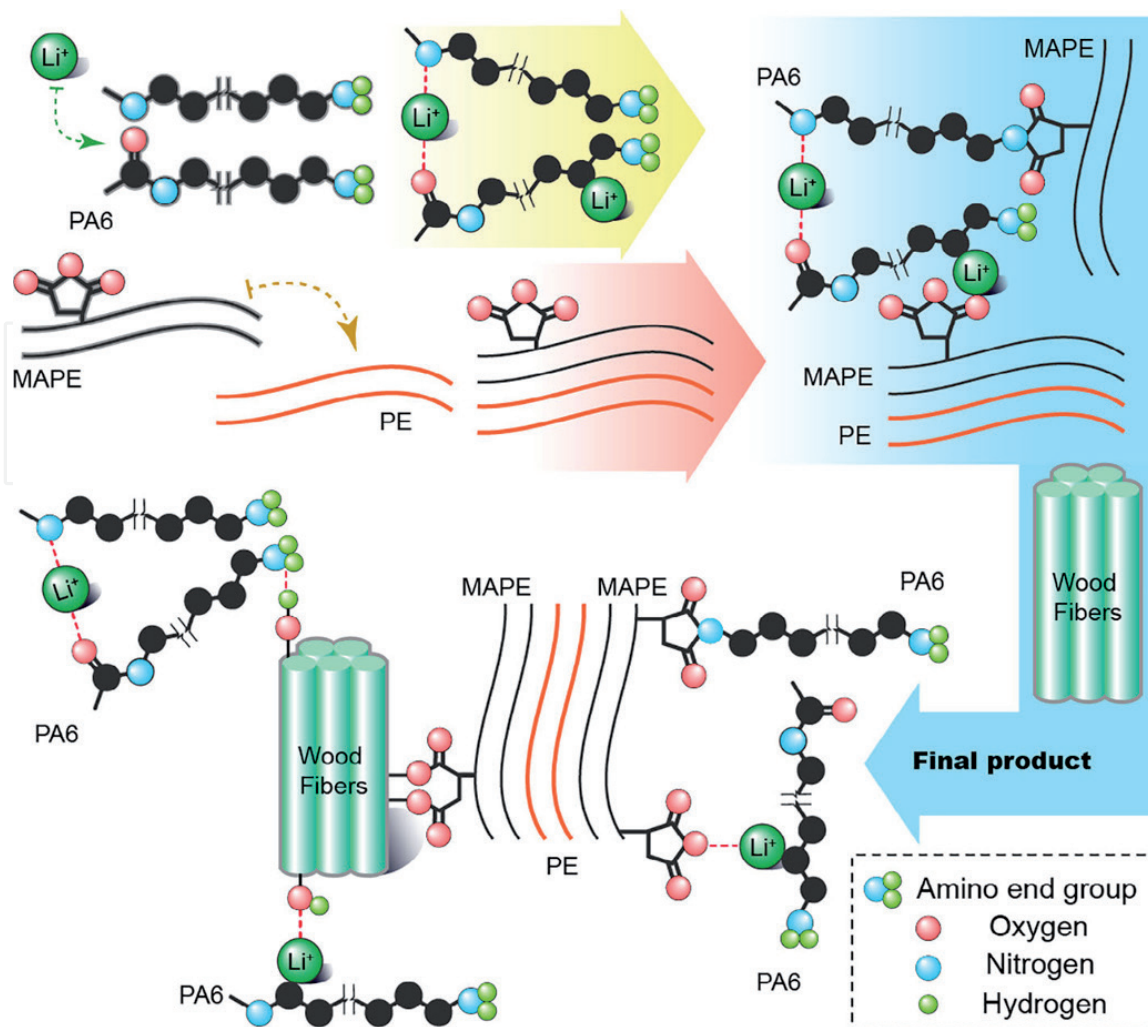 Li⁺
Li⁺
Li⁺
PA6
MAPE
PE
PA6
MAPE
Li⁺
Li⁺
MAPE
PE
Li⁺
PA6
Wood
Fibers
MAPE
MAPE
PA6
Wood
Fibers
PE
Final product
Li⁺
PA6
Li⁺
PA6
Amino end group
Oxygen
Nitrogen
Hydrogen